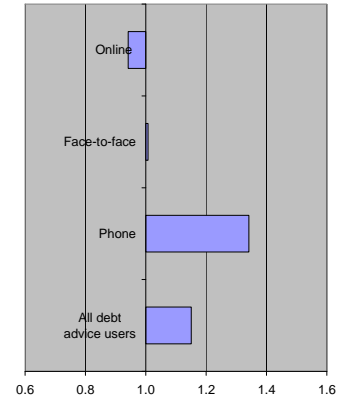 Online
Face-to-face
Phone
All debt
advice users
0.6 0.8 1.0 1.2 1.4 1.6